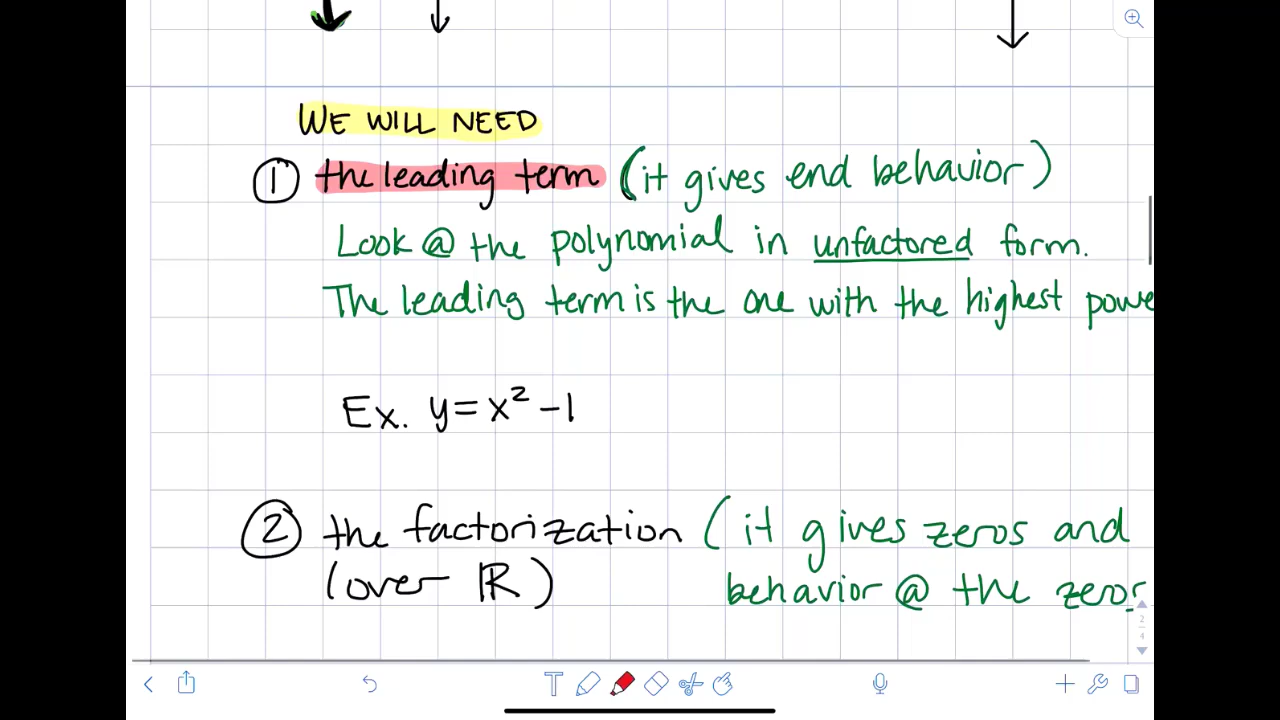 WE WILL NEED
① the leading term (it gives end behavior)
Look @ the polynomial in unfactored form.
The leading term is the one with the highest powe
Ex. y=x²-1
② the factorization (it gives zeros and
(over ℝ) behavior @ the zeros
2
4